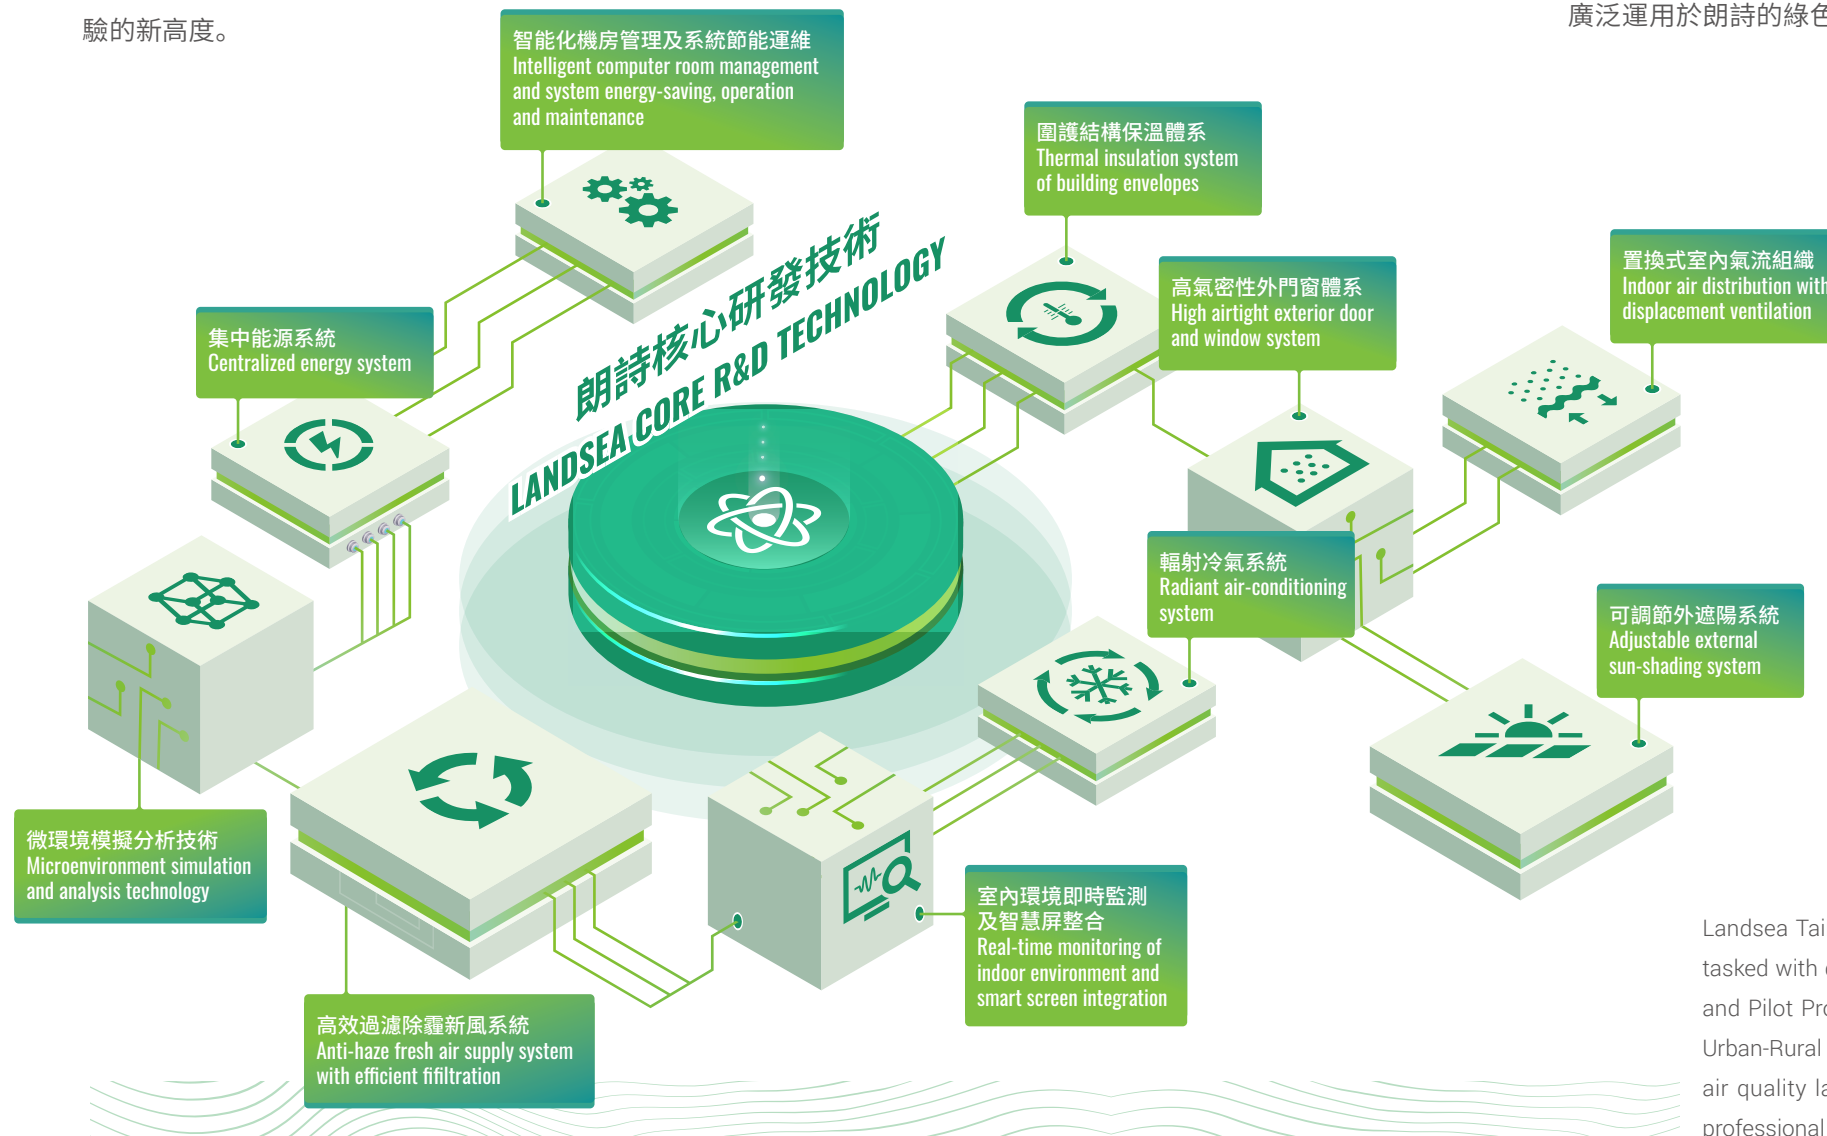 驗的新高度。
廣泛運用於朗詩的綠
智能化機房管理及系統節能運維
Intelligent computer room management
and system energy-saving, operation
and maintenance
圍護結構保溫體系
Thermal insulation system
of building envelopes
置換式室內氣流組織
Indoor air distribution with
displacement ventilation
高氣密性外門窗體系
High airtight exterior door
and window system
集中能源系統
Centralized energy system
朗詩核心研發技術
LANDSEA CORE R&D TECHNOLOGY
輻射冷氣系統
Radiant air-conditioning
system
可調節外遮陽系統
Adjustable external
sun-shading system
微環境模擬分析技術
Microenvironment simulation
and analysis technology
室內環境即時監測
及智慧屏整合
Real-time monitoring of
indoor environment and
smart screen integration
高效過濾除霾新風系統
Anti-haze fresh air supply system
with efficient fifiltration
Landsea Tai
tasked with
and Pilot Pr
Urban-Rural
air quality la
professional